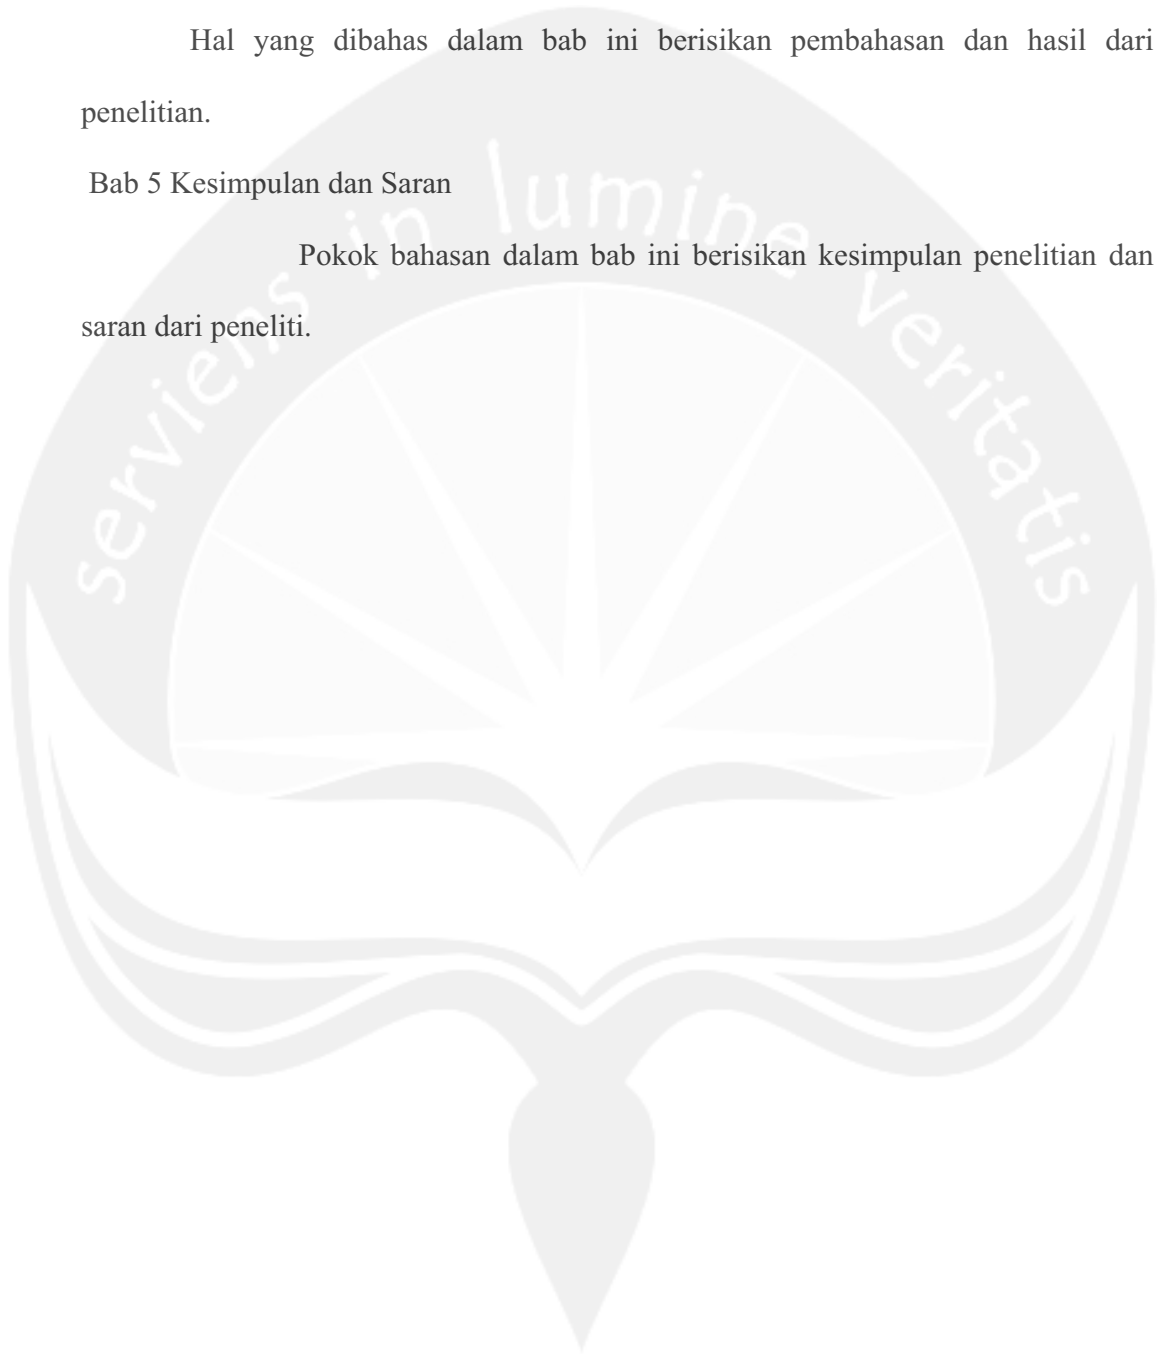 Hal yang dibahas dalam bab ini berisikan pembahasan dan hasil dari
penelitian.
Bab 5 Kesimpulan dan Saran
Pokok bahasan dalam bab ini berisikan kesimpulan penelitian dan
saran dari peneliti.
serviens in lumine veritatis